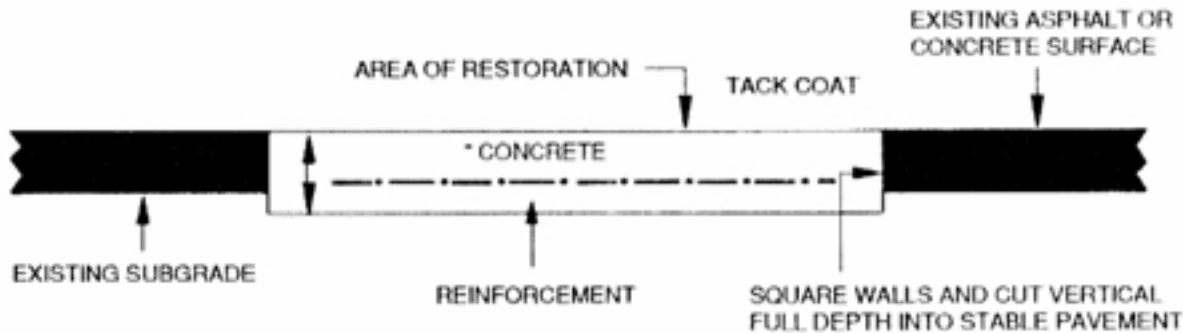 EXISTING ASPHALT OR
CONCRETE SURFACE
AREA OF RESTORATION
TACK COAT
* CONCRETE
EXISTING SUBGRADE
REINFORCEMENT
SQUARE WALLS AND CUT VERTICAL
FULL DEPTH INTO STABLE PAVEMENT